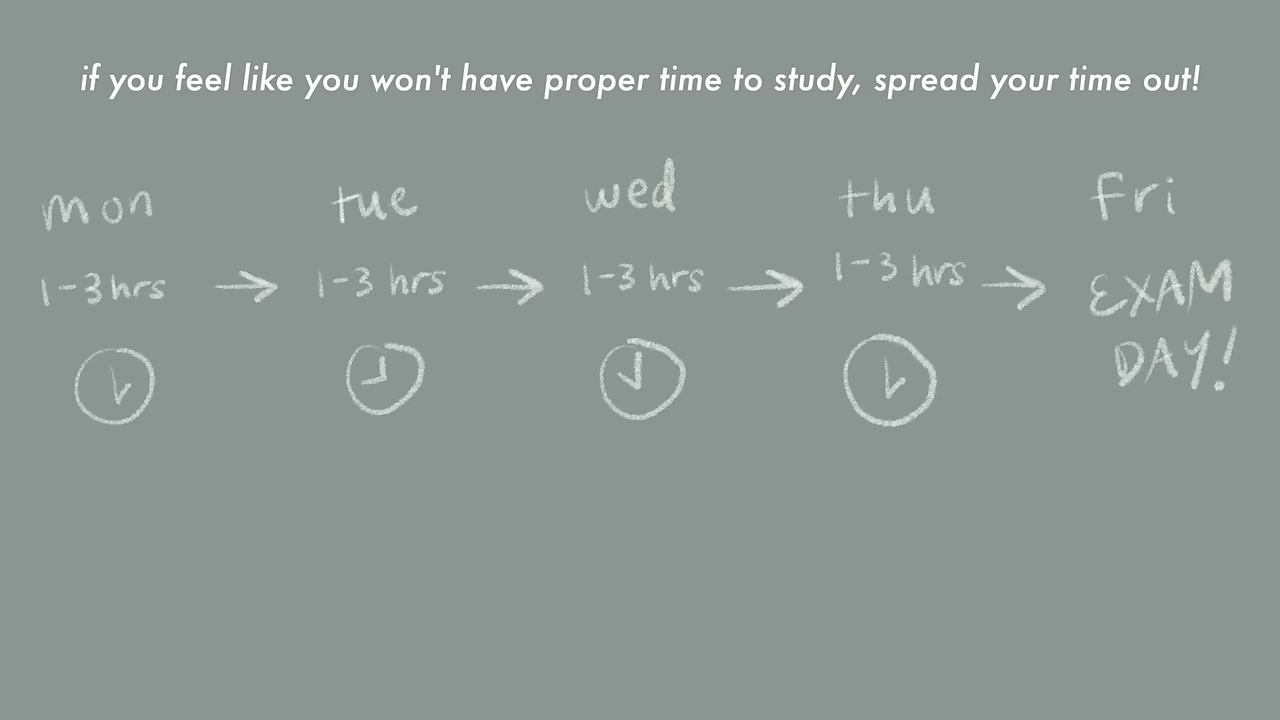 if you feel like you won't have proper time to study, spread your time out!
mon tue wed thu Fri
1-3 hrs → 1-3 hrs → 1-3 hrs → 1-3 hrs → EXAM
DAY!